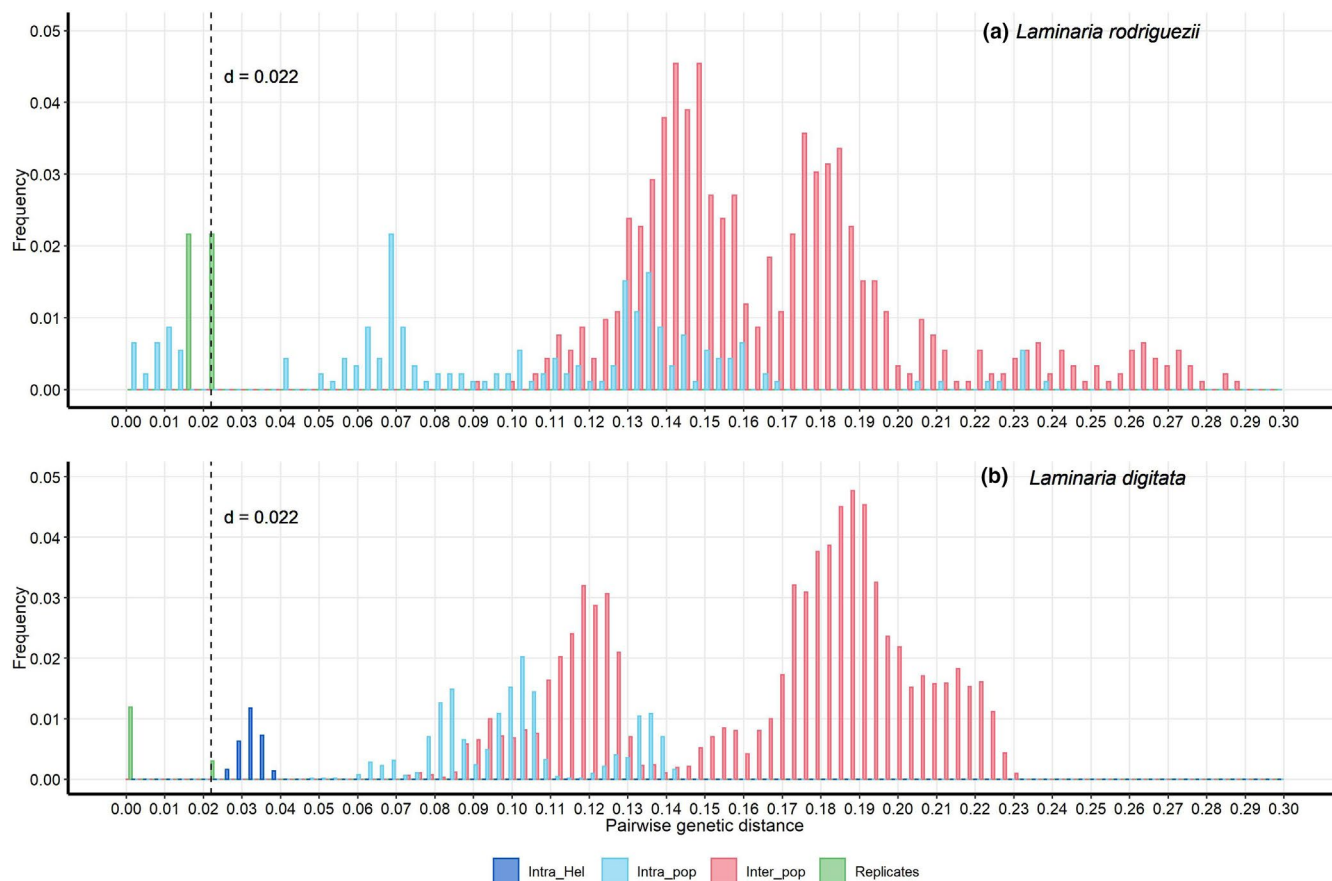 (a) Laminaria rodriguezii
d = 0.022
Frequency
0.05
0.04
0.03
0.02
0.01
0.00
0.00 0.01 0.02 0.03 0.04 0.05 0.06 0.07 0.08 0.09 0.10 0.11 0.12 0.13 0.14 0.15 0.16 0.17 0.18 0.19 0.20 0.21 0.22 0.23 0.24 0.25 0.26 0.27 0.28 0.29 0.30
(b) Laminaria digitata
d = 0.022
Frequency
0.05
0.04
0.03
0.02
0.01
0.00
0.00 0.01 0.02 0.03 0.04 0.05 0.06 0.07 0.08 0.09 0.10 0.11 0.12 0.13 0.14 0.15 0.16 0.17 0.18 0.19 0.20 0.21 0.22 0.23 0.24 0.25 0.26 0.27 0.28 0.29 0.30
Pairwise genetic distance
Intra_Hel Intra_pop Inter_pop Replicates